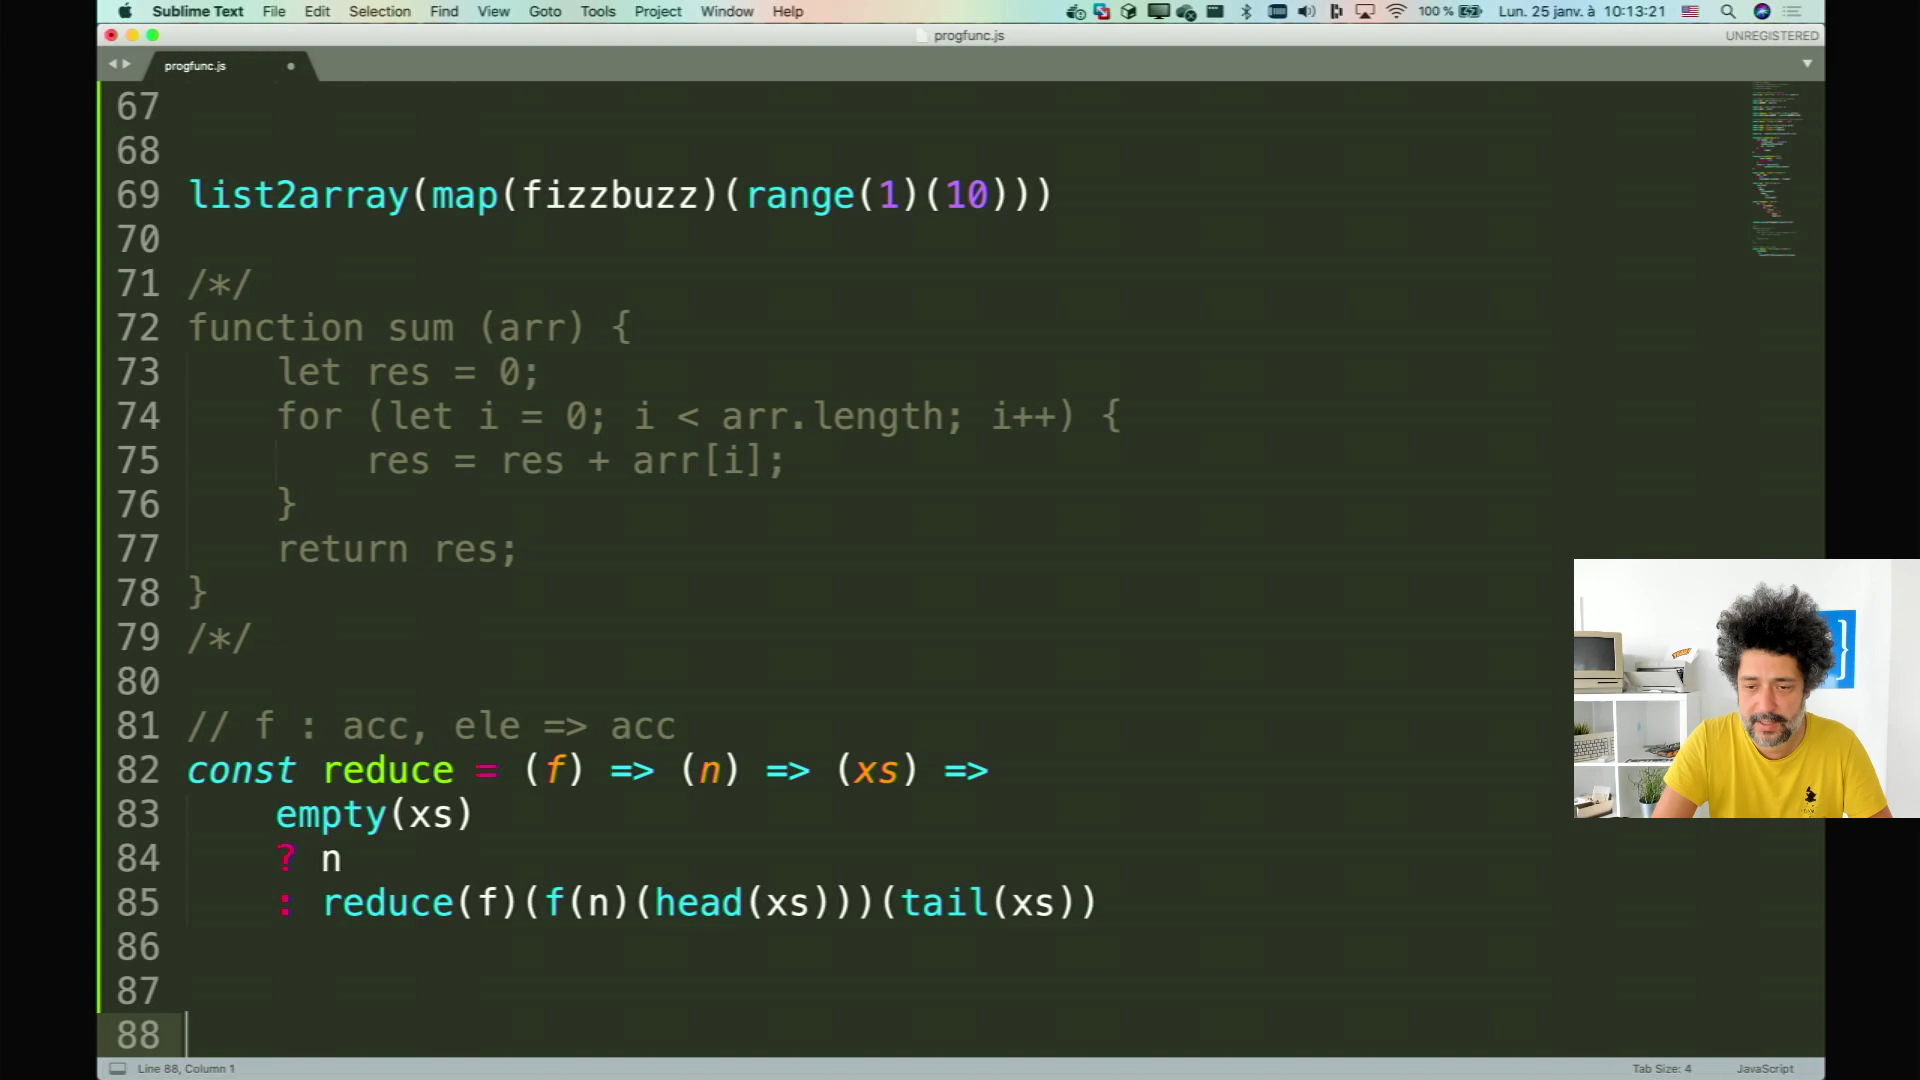 Sublime Text File Edit Selection Find View Goto Tools Project Window Help 100 % Lun. 25 janv. à 10:13:21
progfunc.js UNREGISTERED
progfunc.js
67
68
69 list2array(map(fizzbuzz)(range(1)(10)))
70
71 /*/
72 function sum (arr) {
73 let res = 0;
74 for (let i = 0; i < arr.length; i++) {
75 res = res + arr[i];
76 }
77 return res;
78 }
79 /*/
80
81 // f : acc, ele => acc
82 const reduce = (f) => (n) => (xs) =>
83 empty(xs)
84 ? n
85 : reduce(f)(f(n)(head(xs)))(tail(xs))
86
87
88
Line 88, Column 1 Tab Size: 4 JavaScript